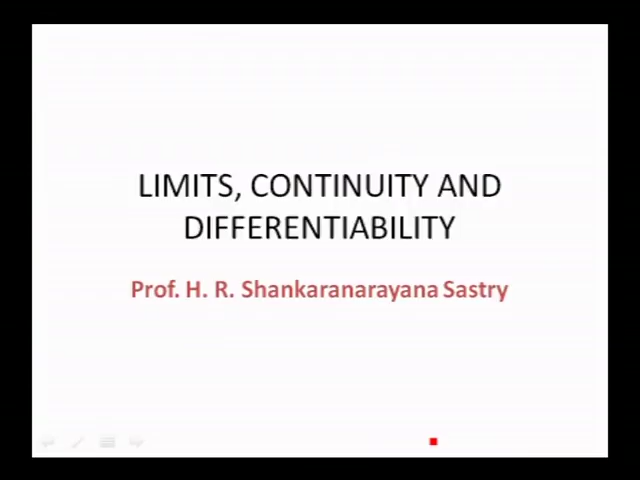 LIMITS, CONTINUITY AND
DIFFERENTIABILITY
Prof. H. R. Shankaranarayana Sastry